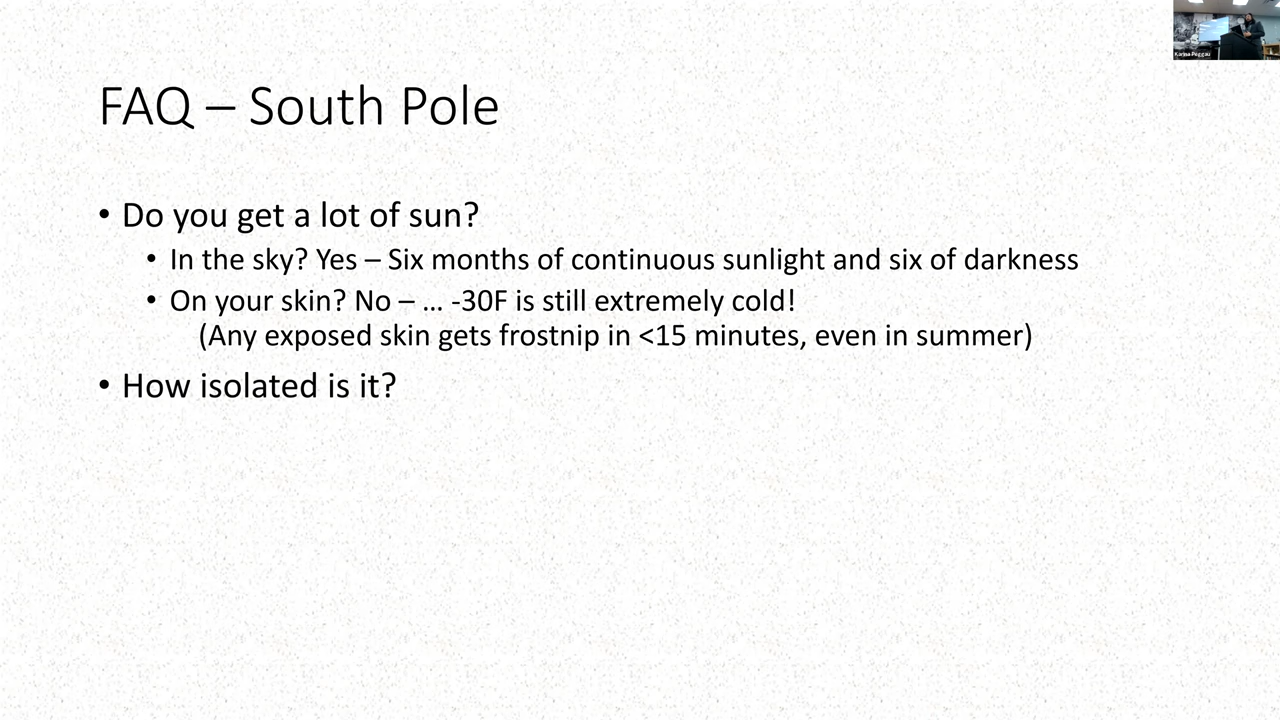 FAQ – South Pole
• Do you get a lot of sun?
• In the sky? Yes – Six months of continuous sunlight and six of darkness
• On your skin? No – … -30F is still extremely cold!
(Any exposed skin gets frostnip in <15 minutes, even in summer)
• How isolated is it?